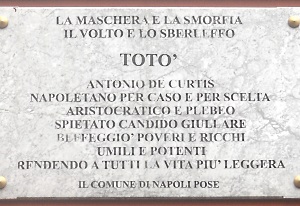 LA MASCHERA E LA SMORFIA
IL VOLTO E LO SBERLEFFO
TOTO'
ANTONIO DE CURTIS
NAPOLETANO PER CASO E PER SCELTA
ARISTOCRATICO E PLEBEO
SPIETATO CANDIDO GIULLARE
BEFFEGGIO' POVERI E RICCHI
UMILI E POTENTI
RENDENDO A TUTTI LA VITA PIU' LEGGERA
IL COMUNE DI NAPOLI POSE